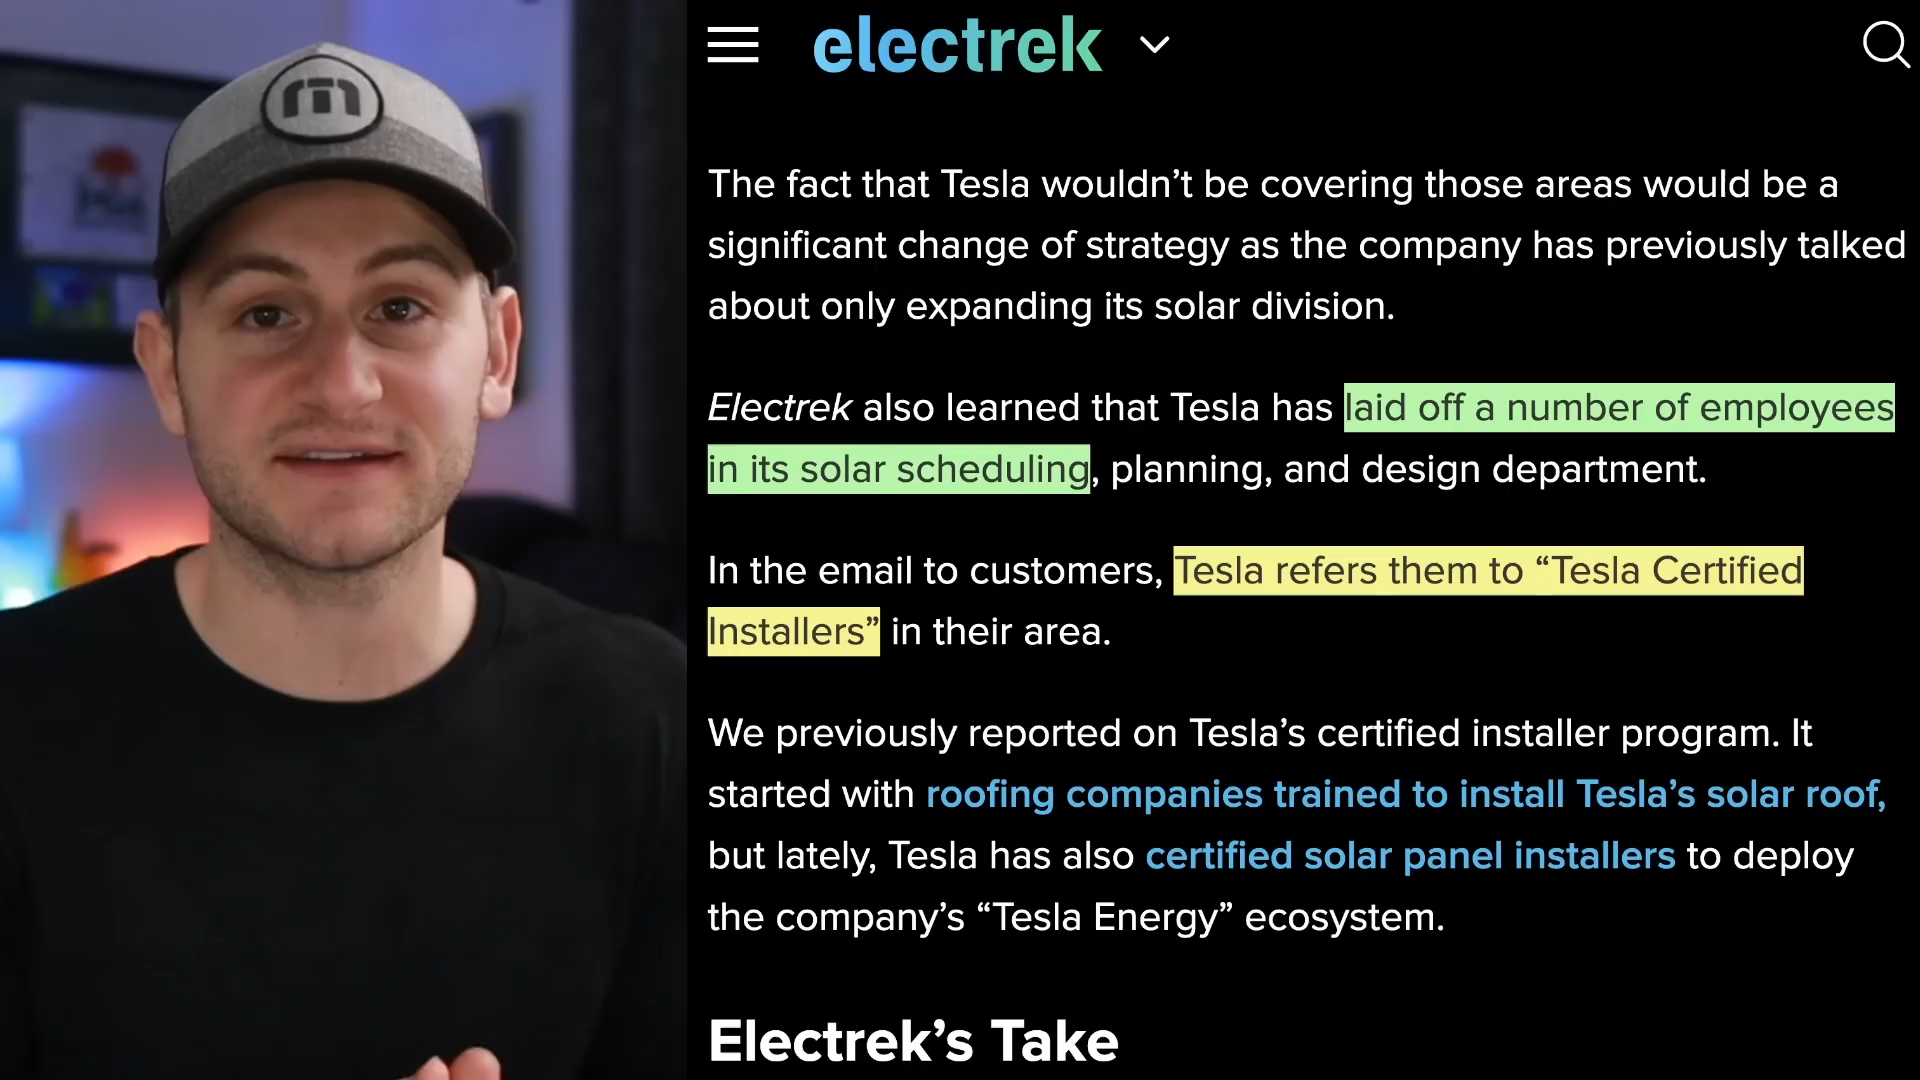 electrek
The fact that Tesla wouldn’t be covering those areas would be a
significant change of strategy as the company has previously talked
about only expanding its solar division.
Electrek also learned that Tesla has laid off a number of employees
in its solar scheduling, planning, and design department.
In the email to customers, Tesla refers them to “Tesla Certified
Installers” in their area.
We previously reported on Tesla’s certified installer program. It
started with roofing companies trained to install Tesla’s solar roof,
but lately, Tesla has also certified solar panel installers to deploy
the company’s “Tesla Energy” ecosystem.
Electrek’s Take